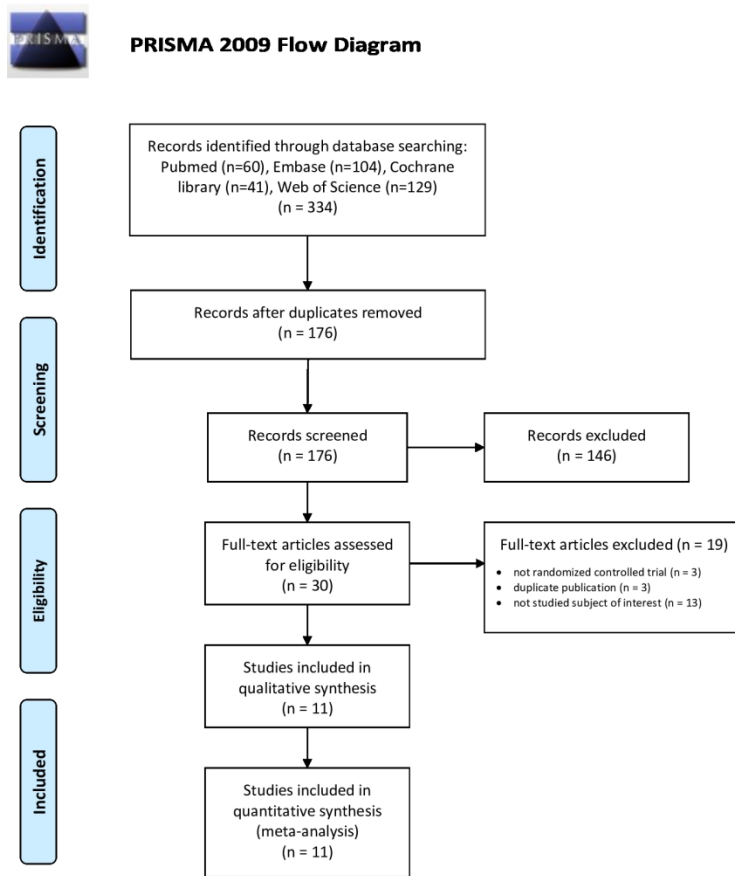 PRISMA
PRISMA 2009 Flow Diagram
Identification
Records identified through database searching:
Pubmed (n=60), Embase (n=104), Cochrane
library (n=41), Web of Science (n=129)
(n = 334)
Records after duplicates removed
(n = 176)
Screening
Records screened
(n = 176)
Records excluded
(n = 146)
Eligibility
Full-text articles assessed
for eligibility
(n = 30)
Full-text articles excluded (n = 19)
• not randomized controlled trial (n = 3)
• duplicate publication (n = 3)
• not studied subject of interest (n = 13)
Studies included in
qualitative synthesis
(n = 11)
Included
Studies included in
quantitative synthesis
(meta-analysis)
(n = 11)